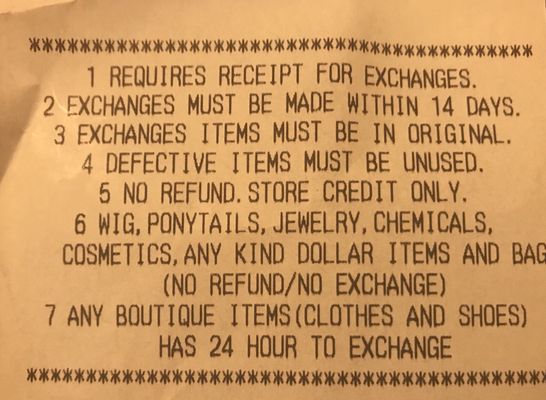 ****************************************
1 REQUIRES RECEIPT FOR EXCHANGES.
2 EXCHANGES MUST BE MADE WITHIN 14 DAYS.
3 EXCHANGES ITEMS MUST BE IN ORIGINAL.
4 DEFECTIVE ITEMS MUST BE UNUSED.
5 NO REFUND. STORE CREDIT ONLY.
6 WIG, PONYTAILS, JEWELRY, CHEMICALS,
COSMETICS, ANY KIND DOLLAR ITEMS AND BAG
(NO REFUND/NO EXCHANGE)
7 ANY BOUTIQUE ITEMS(CLOTHES AND SHOES)
HAS 24 HOUR TO EXCHANGE
****************************************